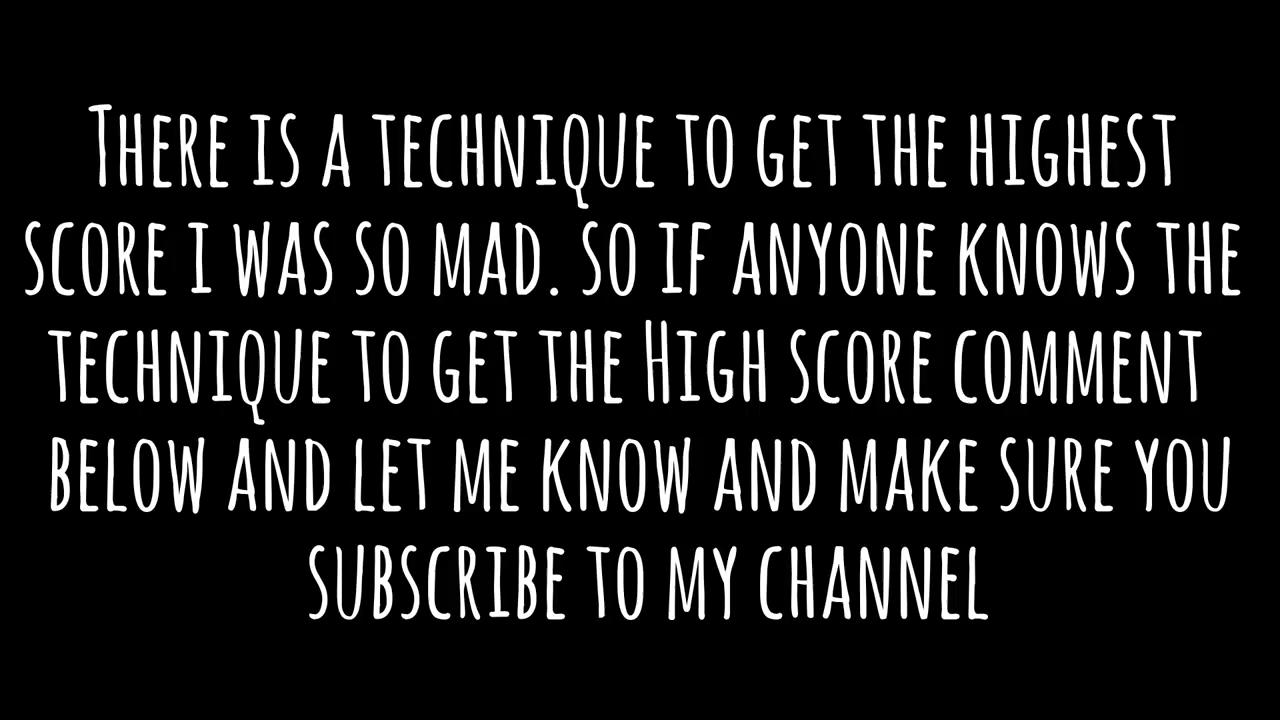 There is a technique to get the highest
score i was so mad. so if anyone knows the
technique to get the High score comment
below and let me know and make sure you
subscribe to my channel